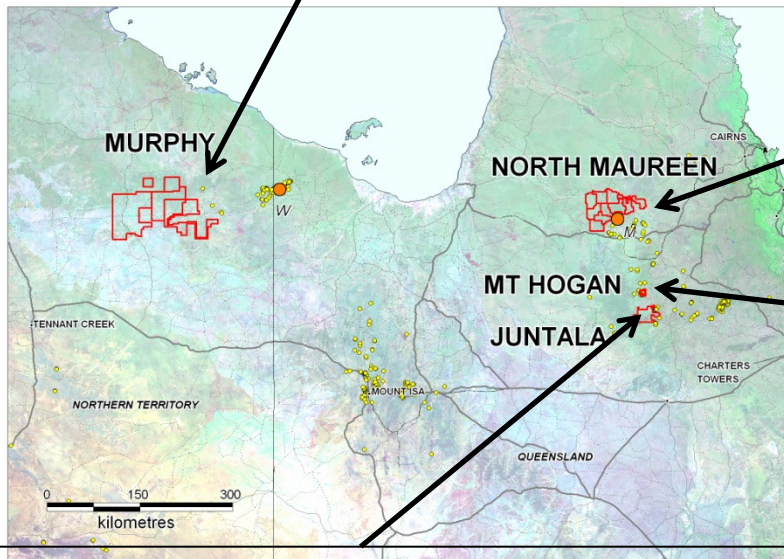 CAIRNS
MURPHY
NORTH MAUREEN
W
M
MT HOGAN
JUNTALA
TENNANT CREEK
CHARTERS
TOWERS
MOUNT ISA
NORTHERN TERRITORY
QUEENSLAND
0 150 300
kilometres